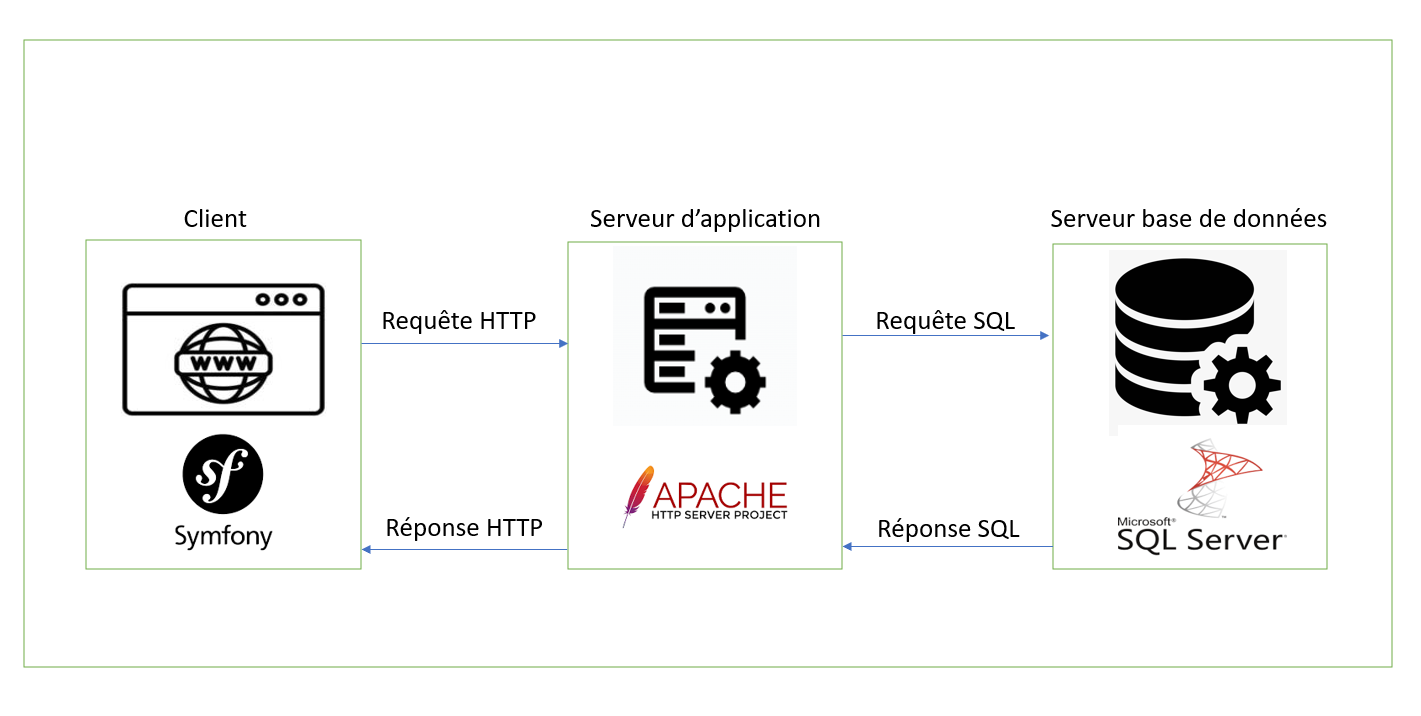 Client
Serveur d’application
Serveur base de données
WWW
Requête HTTP
Requête SQL
sf
Symfony
APACHE
HTTP SERVER PROJECT
Réponse HTTP
Réponse SQL
Microsoft®
SQL Server®